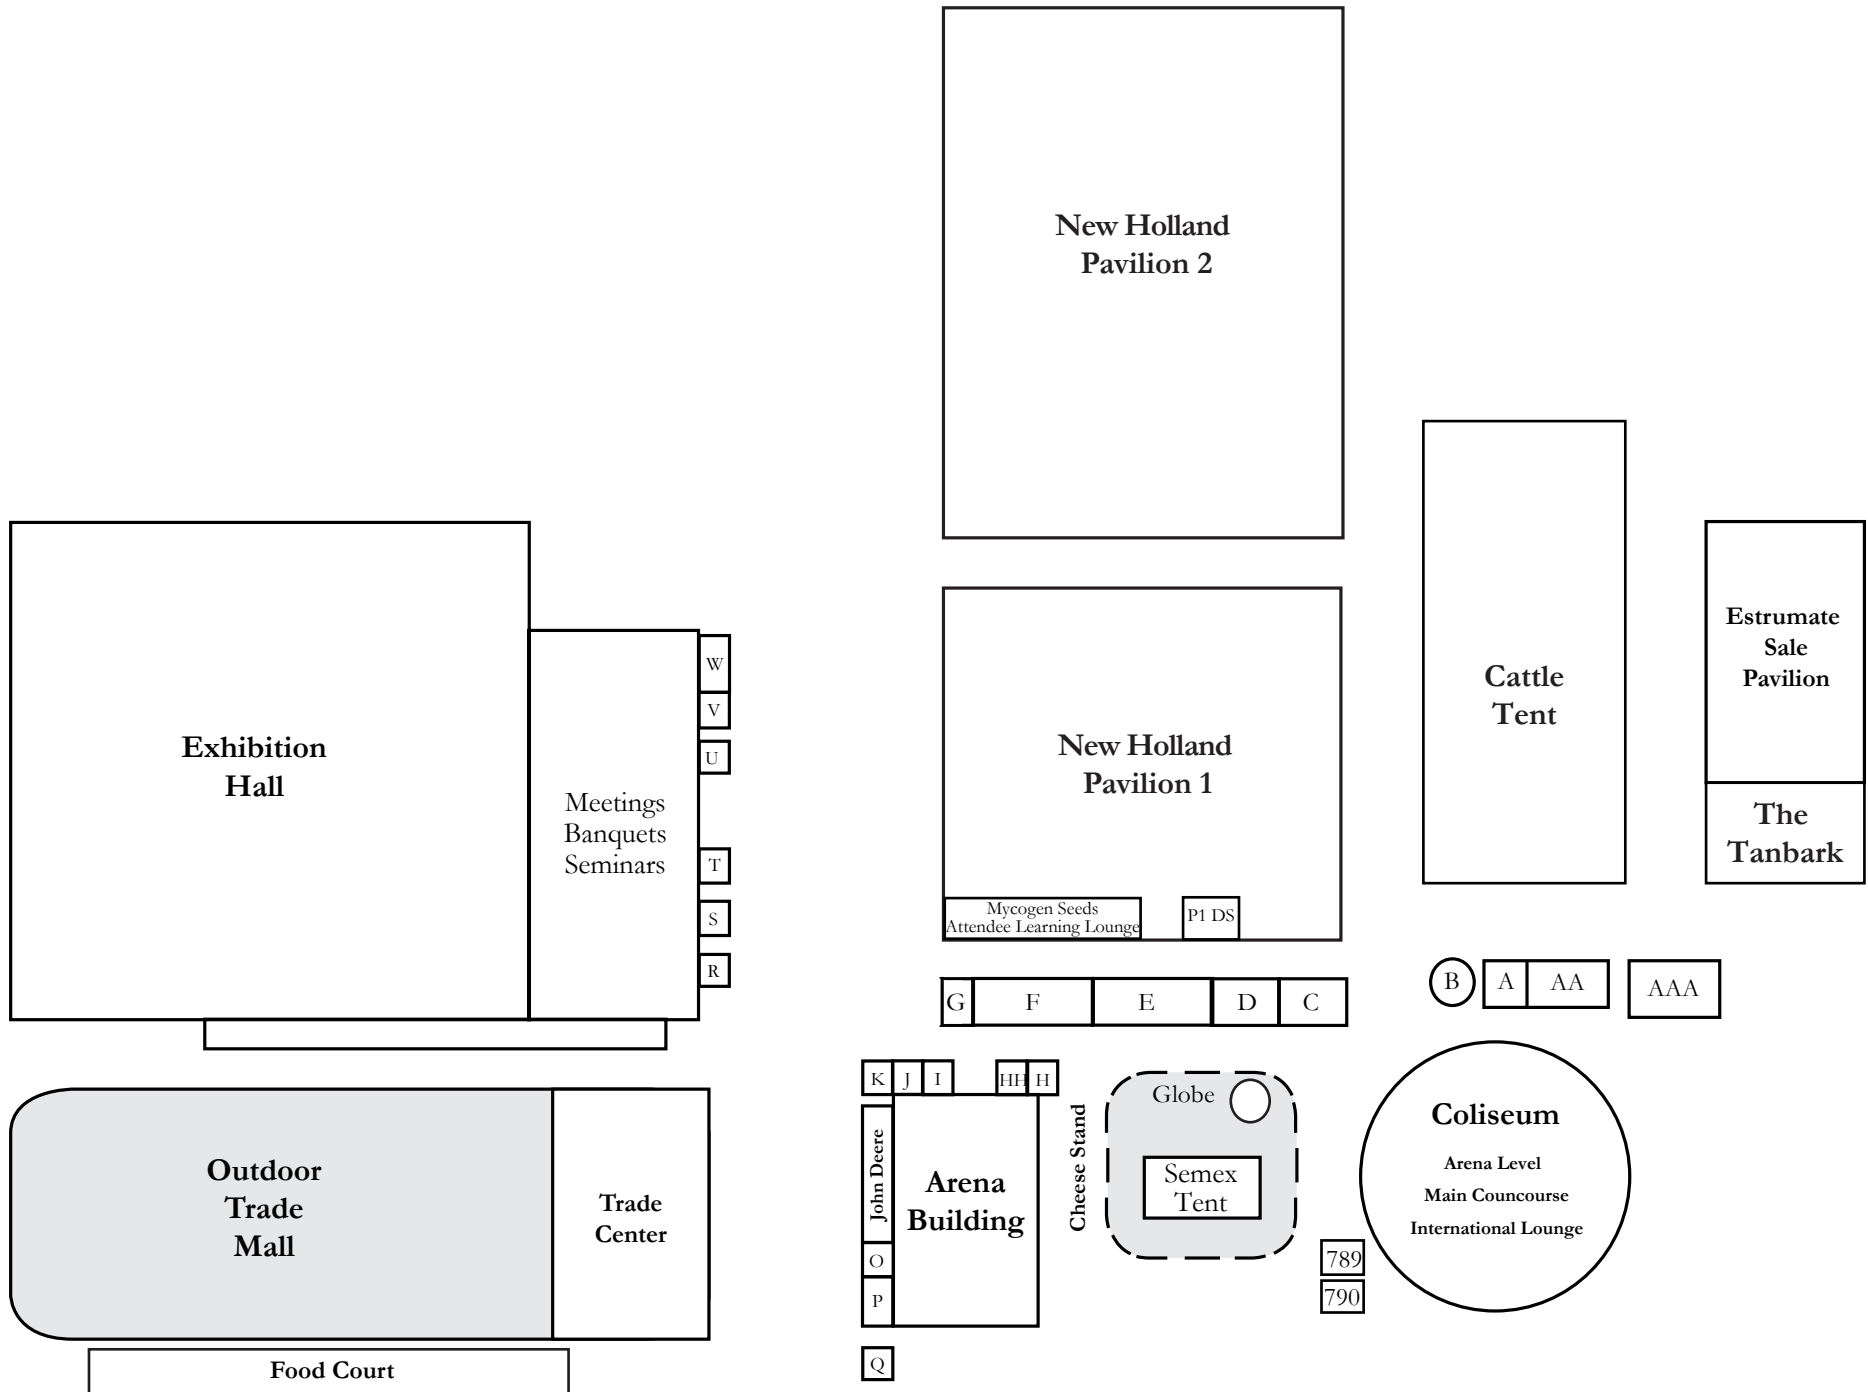 New Holland
Pavilion 2
Estrumate
Sale
Pavilion
Cattle
Tent
Exhibition
Hall
Meetings
Banquets
Seminars
W
V
U
T
S
R
New Holland
Pavilion 1
The
Tanbark
Mycogen Seeds
Attendee Learning Lounge
P1 DS
G
F
E
D
C
B
A
AA
AAA
K
J
I
HH
H
Globe
Semex
Tent
Cheese Stand
Coliseum
Arena Level
Main Councourse
International Lounge
John Deere
Arena
Building
O
P
Q
789
790
Outdoor
Trade
Mall
Trade
Center
Food Court